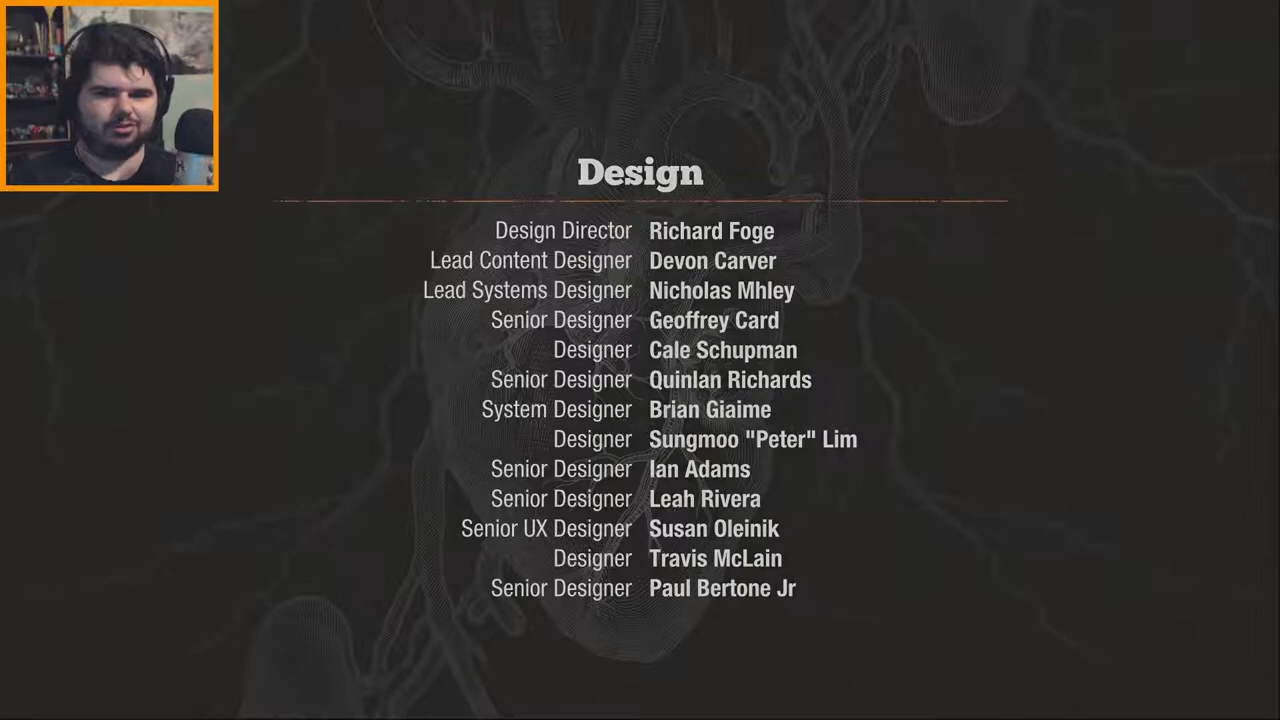 Design
Design Director Richard Foge
Lead Content Designer Devon Carver
Lead Systems Designer Nicholas Mhley
Senior Designer Geoffrey Card
Designer Cale Schupman
Senior Designer Quinlan Richards
System Designer Brian Giaime
Designer Sungmoo "Peter" Lim
Senior Designer Ian Adams
Senior Designer Leah Rivera
Senior UX Designer Susan Oleinik
Designer Travis McLain
Senior Designer Paul Bertone Jr